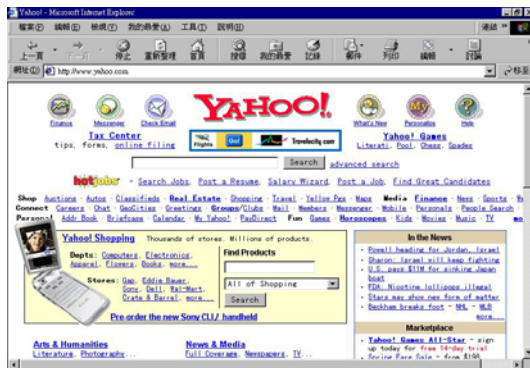 Yahoo! - Microsoft Internet Explorer
檔案(F) 編輯(E) 檢視(V) 我的最愛(A) 工具(T) 說明(H) 連結 »
上一頁 下一頁 停止 重新整理 首頁 搜尋 我的最愛 記錄 郵件 列印 編輯 討論
網址(D) http://www.yahoo.com 移至
Finance Messenger Check Email YAHOO! What's New Personalize Help
My
Tax Center
tips, forms, online filing
Flights Go! Travelocity.com
Yahoo! Games
Literati, Pool, Chess, Spades
Search advanced search
hotjobs - Search Jobs, Post a Resume, Salary Wizard, Post a Job, Find Great Candidates
Shop Auctions · Autos · Classifieds · Real Estate · Shopping · Travel · Yellow Pgs · Maps Media Finance · News · Sports ·
Connect Careers · Chat · GeoCities · Greetings · Groups/Clubs · Mail · Members · Messenger · Mobile · Personals · People Search ·
Personal Addr Book · Briefcase · Calendar · My Yahoo! · PayDirect Fun Games · Horoscopes · Kids · Movies · Music · TV
Yahoo! Shopping Thousands of stores. Millions of products.
Depts: Computers, Electronics,
Apparel, Flowers, Books, more...
Stores: Gap, Eddie Bauer,
Sony, Dell, Wal-Mart,
Crate & Barrel, more...
Find Products
All of Shopping
Search
Pre order the new Sony CLIÉ handheld
In the News
· Powell heading for Jordan, Israel
· Sharon: Israel will keep fighting
· U.S. pays $11M for sinking Japan
boat
· FDA: Nicotine lollipops illegal
· Stars may show new form of matter
· Beckham breaks foot - NHL - MLB
more...
Marketplace
· Yahoo! Games All-Star - sign
up today for free 14-day trial
· Spring Fare Sale - from $198
Arts & Humanities
Literature, Photography...
News & Media
Full Coverage, Newspapers, TV...